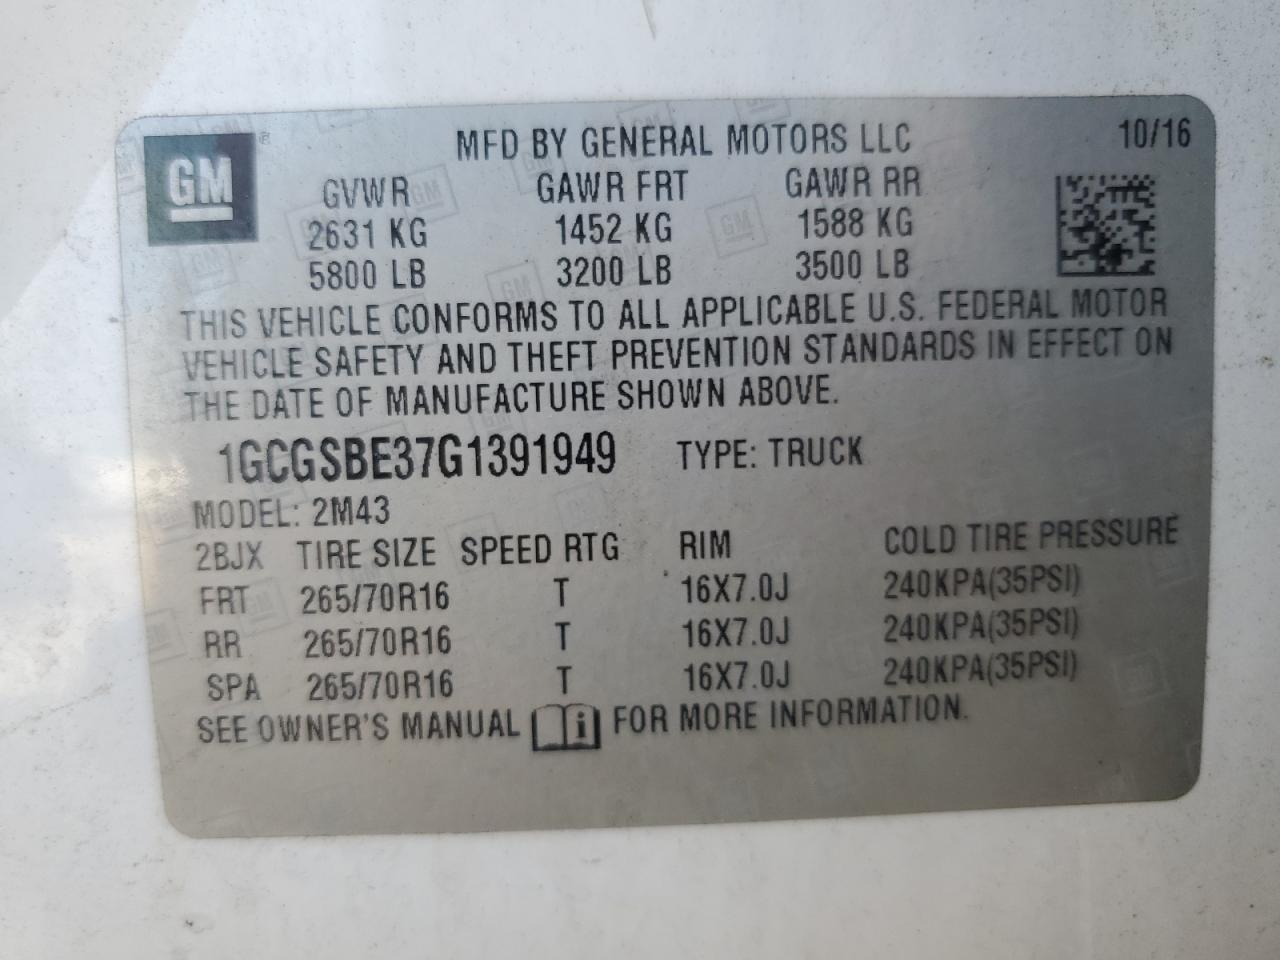 GM ®
MFD BY GENERAL MOTORS LLC 10/16
GVWR GAWR FRT GAWR RR
2631 KG 1452 KG 1588 KG
5800 LB 3200 LB 3500 LB
THIS VEHICLE CONFORMS TO ALL APPLICABLE U.S. FEDERAL MOTOR
VEHICLE SAFETY AND THEFT PREVENTION STANDARDS IN EFFECT ON
THE DATE OF MANUFACTURE SHOWN ABOVE.
1GCGSBE37G1391949 TYPE: TRUCK
MODEL: 2M43
2BJX TIRE SIZE SPEED RTG RIM COLD TIRE PRESSURE
FRT 265/70R16 T 16X7.0J 240KPA(35PSI)
RR 265/70R16 T 16X7.0J 240KPA(35PSI)
SPA 265/70R16 T 16X7.0J 240KPA(35PSI)
SEE OWNER'S MANUAL i FOR MORE INFORMATION.